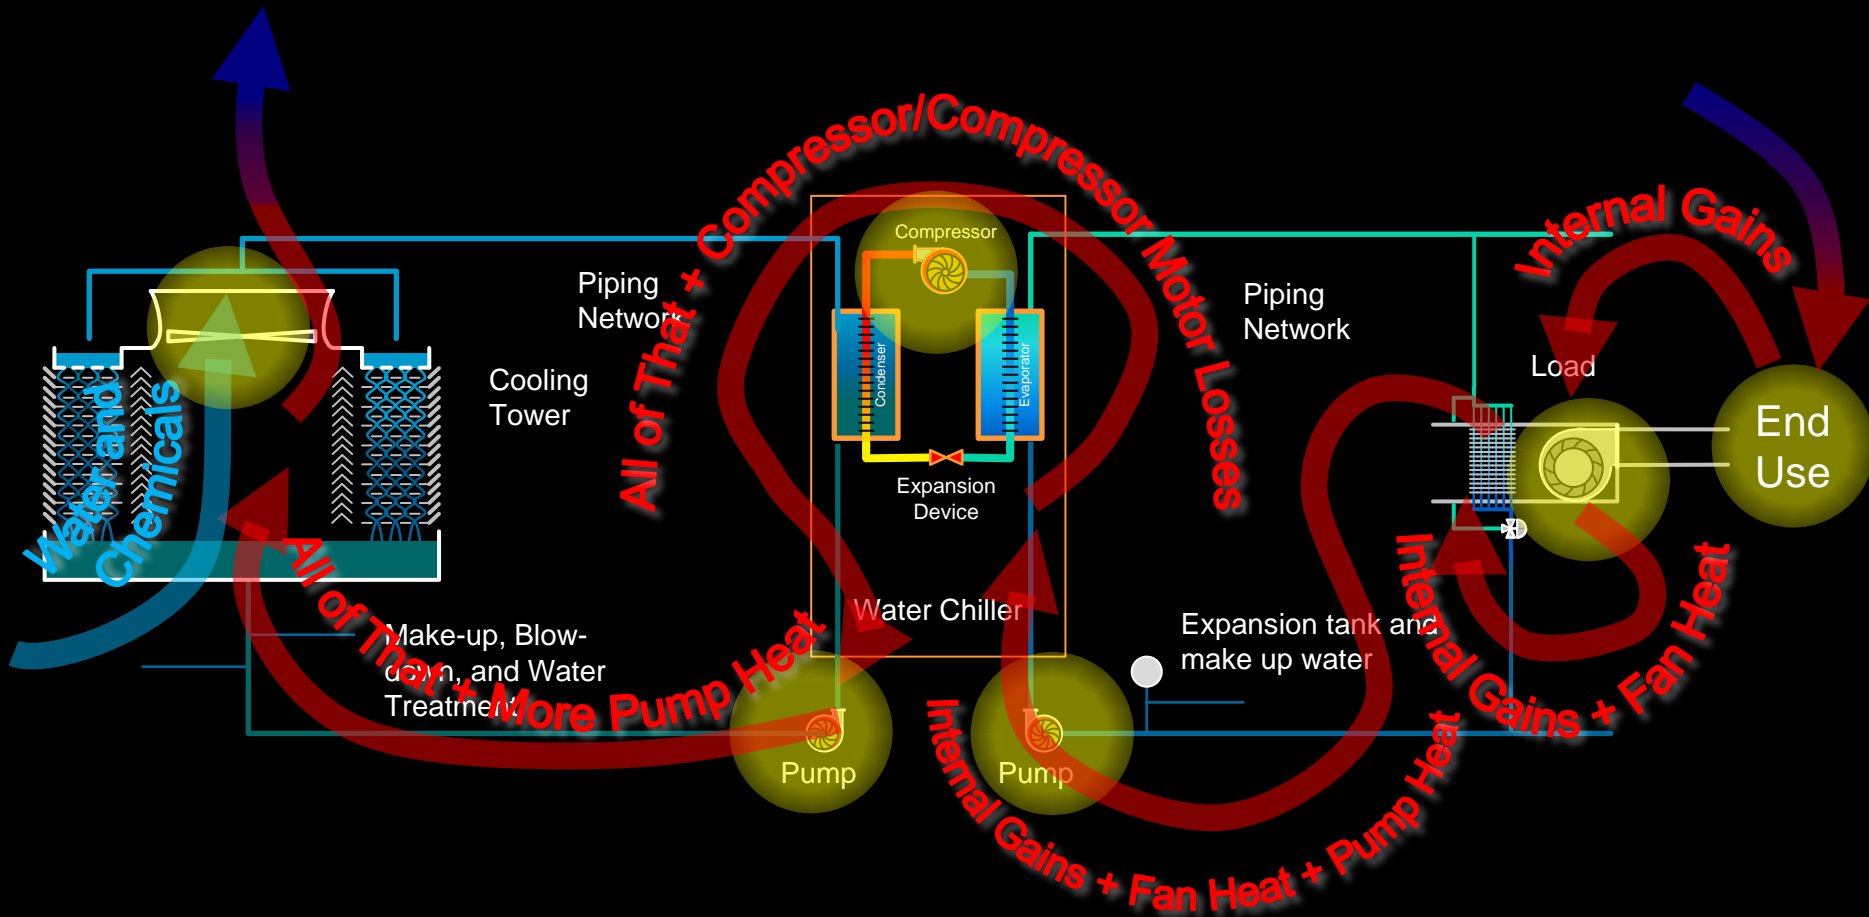 All of That + Compressor/Compressor Motor Losses
Internal Gains
Compressor
Piping
Network
Piping
Network
Condenser
Evaporator
Load
Cooling
Tower
Water and
Chemicals
End
Use
Expansion
Device
Water Chiller
Expansion tank and
make up water
Internal Gains + Fan Heat
Make-up, Blow-
down, and Water
Treatment
All of That + More Pump Heat
Pump
Pump
Internal Gains + Fan Heat + Pump Heat